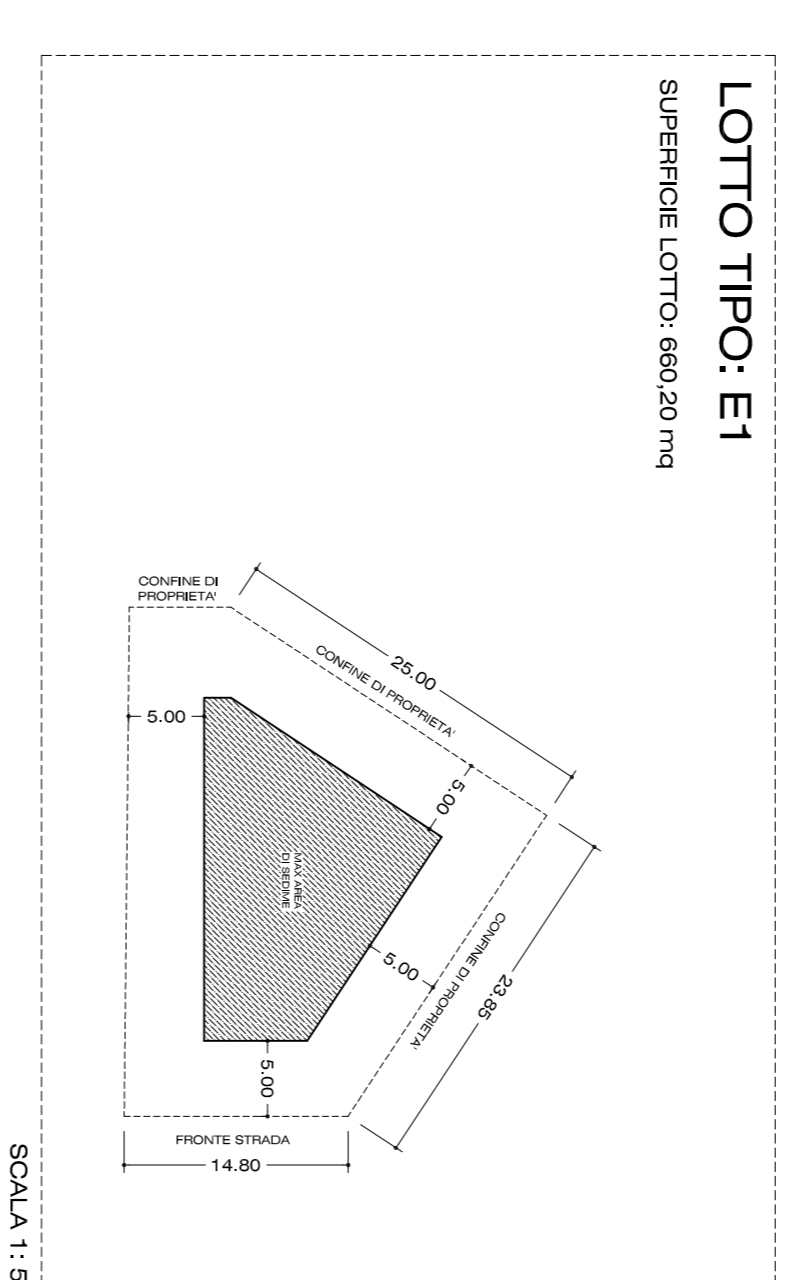 LOTTO TIPO: E1
SUPERFICIE LOTTO: 660,20 mq
CONFINE DI
PROPRIETA'
25.00
CONFINE DI PROPRIETA'
5.00
5.00
MAX AREA
DI SEDIME
5.00
CONFINE DI PROPRIETA'
23.85
5.00
FRONTE STRADA
14.80
SCALA 1: 5